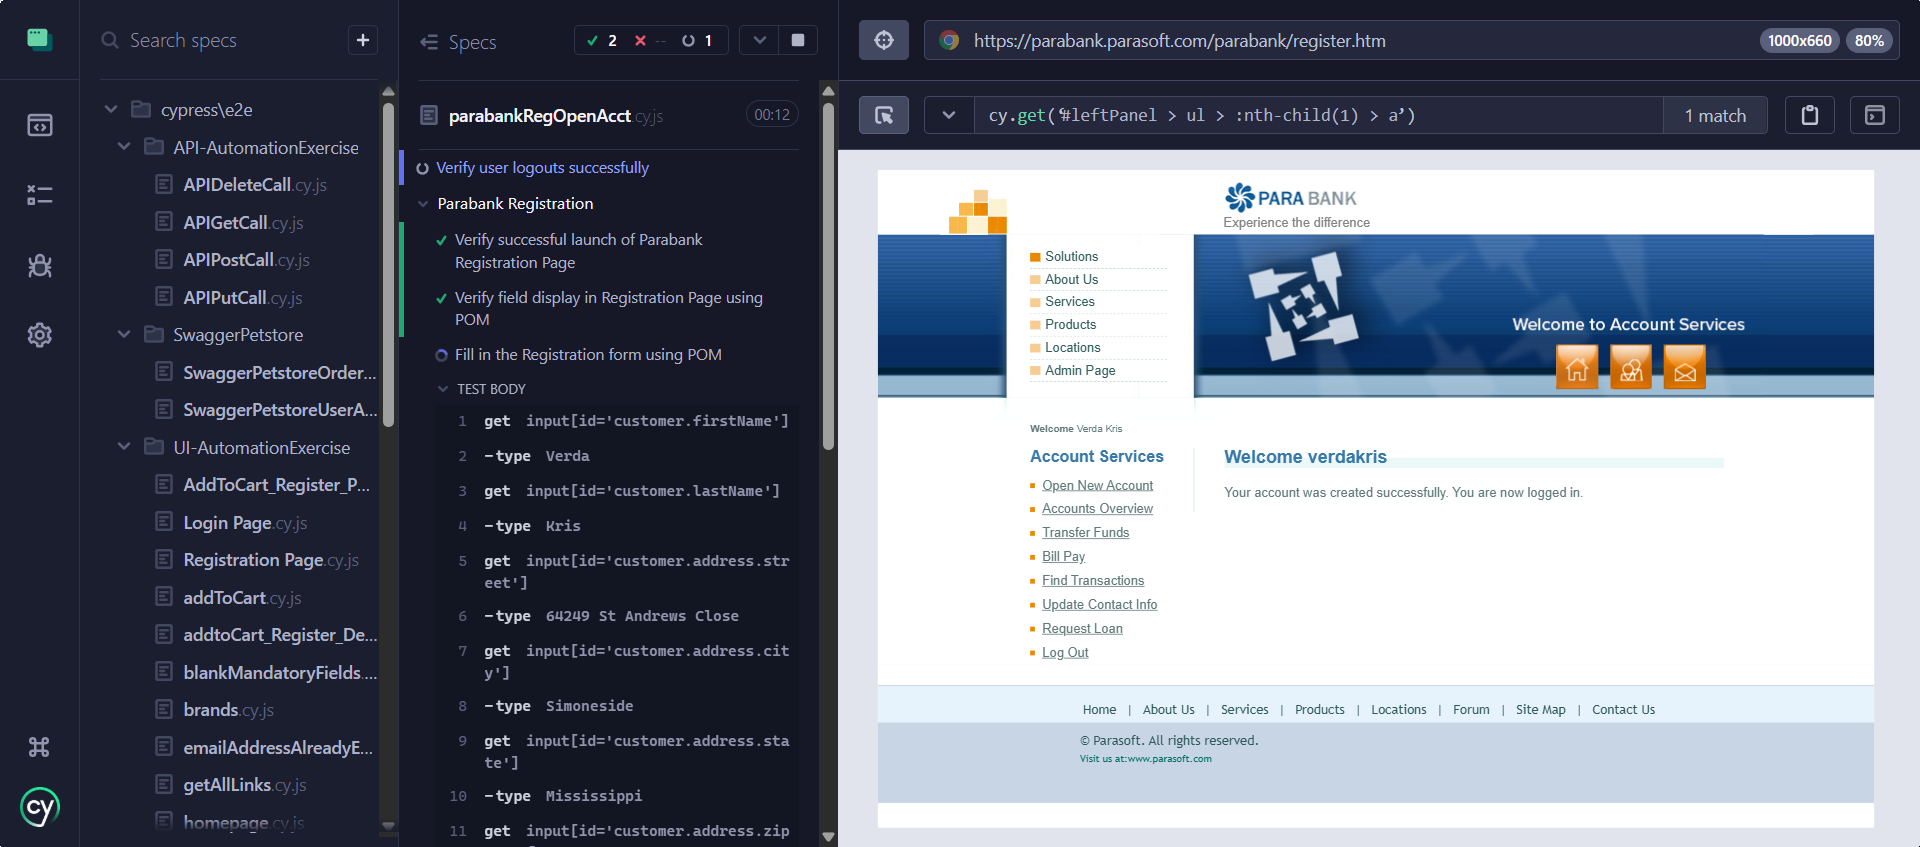 Search specs
+
cypress\e2e
API-AutomationExercise
APIDeleteCall.cy.js
APIGetCall.cy.js
APIPostCall.cy.js
APIPutCall.cy.js
SwaggerPetstore
SwaggerPetstoreOrder...
SwaggerPetstoreUserA...
UI-AutomationExercise
AddToCart_Register_P...
Login Page.cy.js
Registration Page.cy.js
addToCart.cy.js
addtoCart_Register_De...
blankMandatoryFields....
brands.cy.js
emailAddressAlreadyE...
getAllLinks.cy.js
homepage.cy.js
cy
Specs
2 -- 1
parabankRegOpenAcct.cy.js 00:12
Verify user logouts successfully
Parabank Registration
Verify successful launch of Parabank
Registration Page
Verify field display in Registration Page using
POM
Fill in the Registration form using POM
TEST BODY
1 get input[id='customer.firstName']
2 -type Verda
3 get input[id='customer.lastName']
4 -type Kris
5 get input[id='customer.address.str
eet']
6 -type 64249 St Andrews Close
7 get input[id='customer.address.cit
y']
8 -type Simoneside
9 get input[id='customer.address.sta
te']
10 -type Mississippi
11 get input[id='customer.address.zip
https://parabank.parasoft.com/parabank/register.htm 1000x660 80%
cy.get('#leftPanel > ul > :nth-child(1) > a') 1 match
PARA BANK
Experience the difference
Solutions
About Us
Services
Products
Locations
Admin Page
Welcome to Account Services
Welcome Verda Kris
Account Services
Open New Account
Accounts Overview
Transfer Funds
Bill Pay
Find Transactions
Update Contact Info
Request Loan
Log Out
Welcome verdakris
Your account was created successfully. You are now logged in.
Home | About Us | Services | Products | Locations | Forum | Site Map | Contact Us
© Parasoft. All rights reserved.
Visit us at:www.parasoft.com